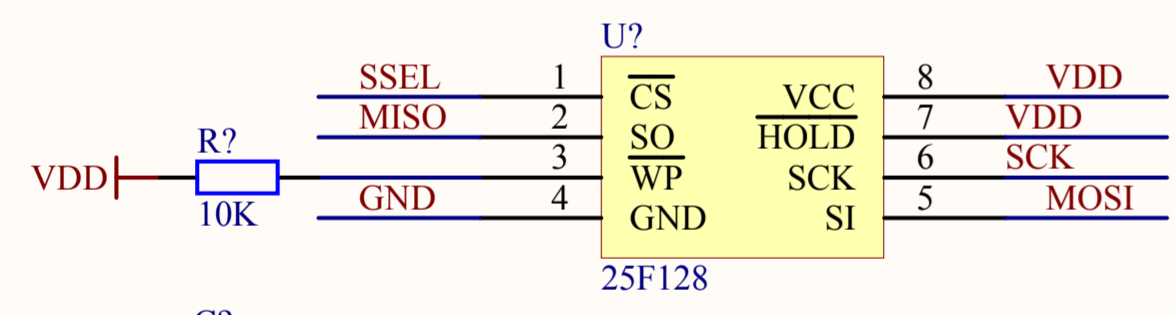 U?
SSEL 1 CS VCC 8 VDD
MISO 2 SO HOLD 7 VDD
R?
VDD 3 WP SCK 6 SCK
10K
GND 4 GND SI 5 MOSI
25F128